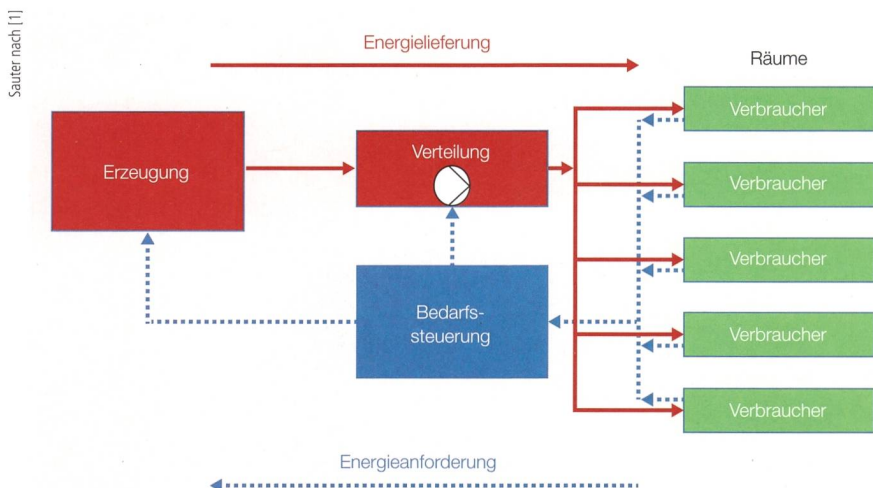 Sauter nach [1]
Energielieferung
Räume
Erzeugung
Verteilung
Verbraucher
Verbraucher
Verbraucher
Verbraucher
Verbraucher
Bedarfs-
steuerung
Energieanforderung